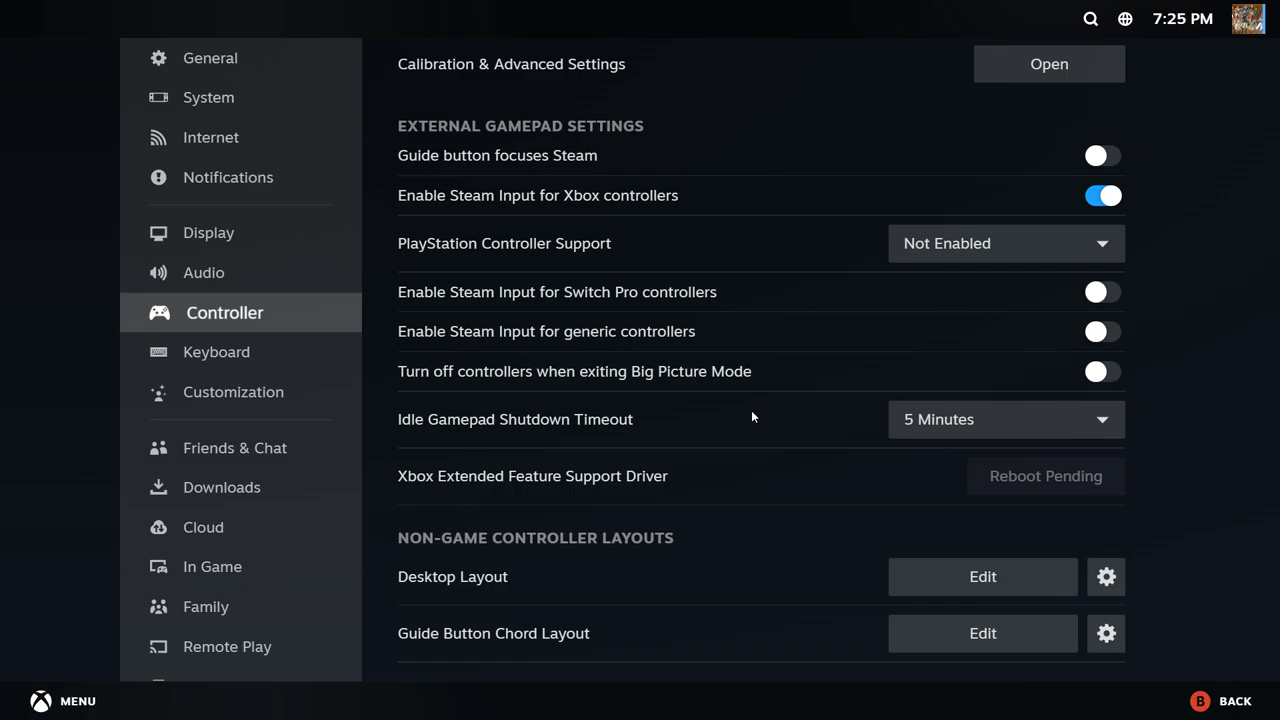 7:25 PM
General
System
Internet
Notifications
Display
Audio
Controller
Keyboard
Customization
Friends & Chat
Downloads
Cloud
In Game
Family
Remote Play
Calibration & Advanced Settings Open
EXTERNAL GAMEPAD SETTINGS
Guide button focuses Steam
Enable Steam Input for Xbox controllers
PlayStation Controller Support Not Enabled
Enable Steam Input for Switch Pro controllers
Enable Steam Input for generic controllers
Turn off controllers when exiting Big Picture Mode
Idle Gamepad Shutdown Timeout 5 Minutes
Xbox Extended Feature Support Driver Reboot Pending
NON-GAME CONTROLLER LAYOUTS
Desktop Layout Edit
Guide Button Chord Layout Edit
MENU B BACK